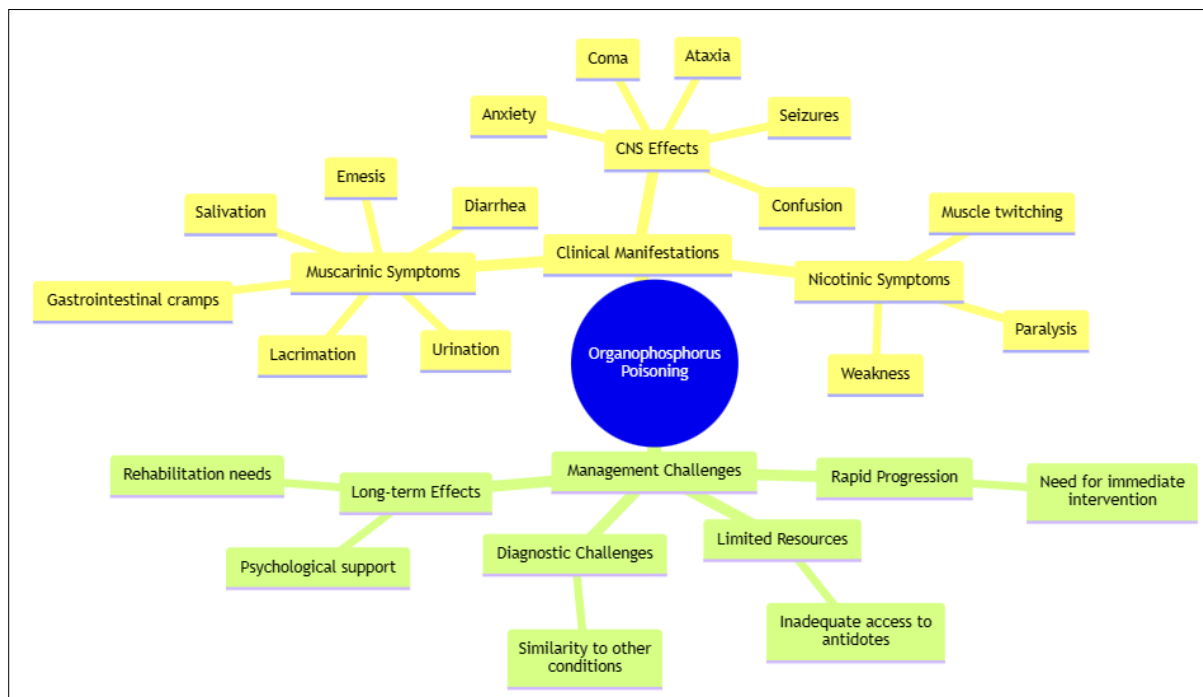 Coma
Ataxia
Anxiety
Seizures
CNS Effects
Emesis
Salivation
Diarrhea
Confusion
Muscle twitching
Clinical Manifestations
Muscarinic Symptoms
Nicotinic Symptoms
Gastrointestinal cramps
Lacrimation
Urination
Paralysis
Weakness
Organophosphorus
Poisoning
Rehabilitation needs
Long-term Effects
Management Challenges
Rapid Progression
Need for immediate
intervention
Psychological support
Diagnostic Challenges
Limited Resources
Similarity to other
conditions
Inadequate access to
antidotes